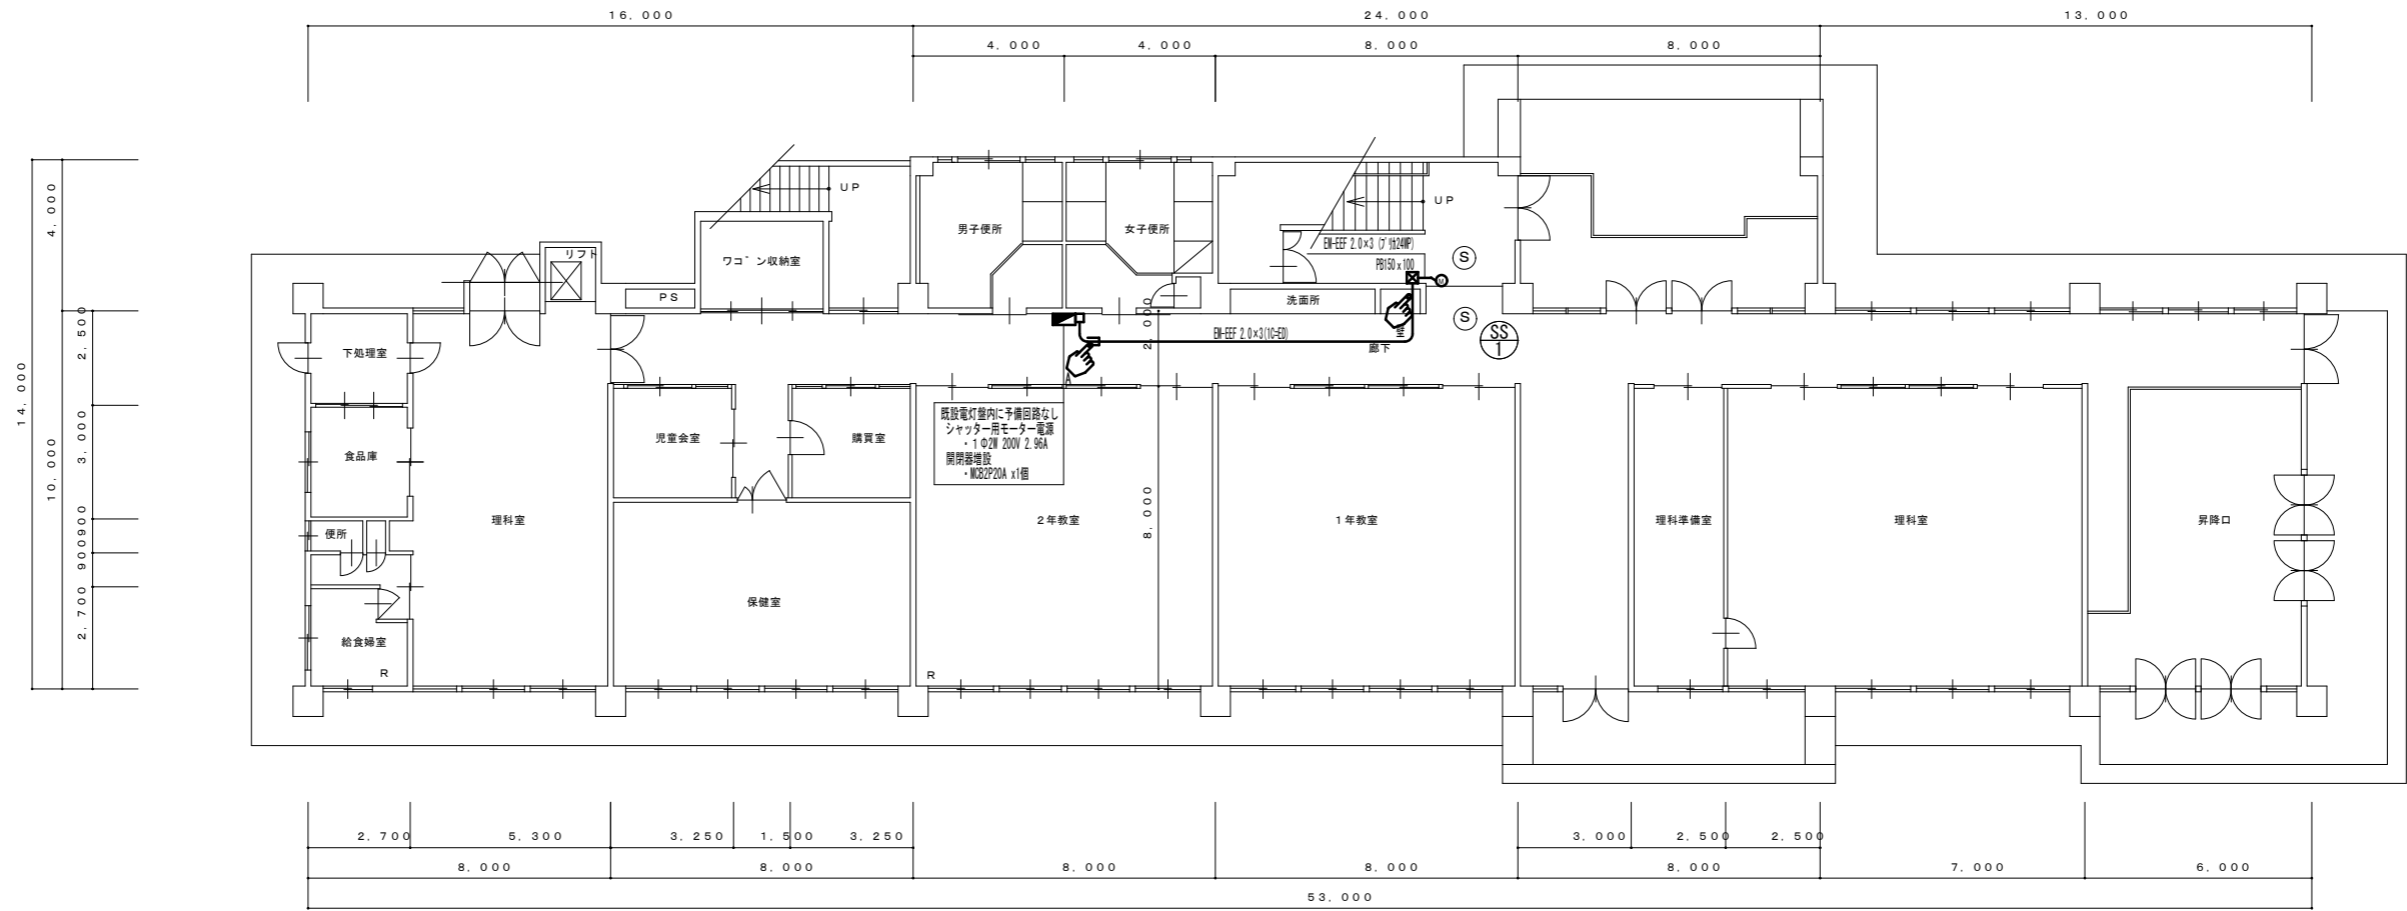 16,000
24,000
13,000
4,000
4,000
8,000
8,000
4,000
14,000
10,000
2,500
3,000
900
900
2,700
UP
UP
リフト
PS
ワゴン収納室
男子便所
女子便所
EM-EEF 2.0×3
PB150x100
S
洗面所
S
SS
1
壁
廊下
EM-EEF 2.0×3(1C=ED)
2,000
A
下処理室
食品庫
便所
給食婦室
R
理科室
児童会室
購買室
保健室
既設電灯盤内に予備回路なし
シャッター用モーター電源
・1Φ2W 200V 2.96A
開閉器増設
・MCB2P20A x1個
2年教室
R
8,000
1年教室
理科準備室
理科室
昇降口
2,700
5,300
3,250
1,500
3,250
3,000
2,500
2,500
8,000
8,000
8,000
8,000
8,000
7,000
6,000
53,000